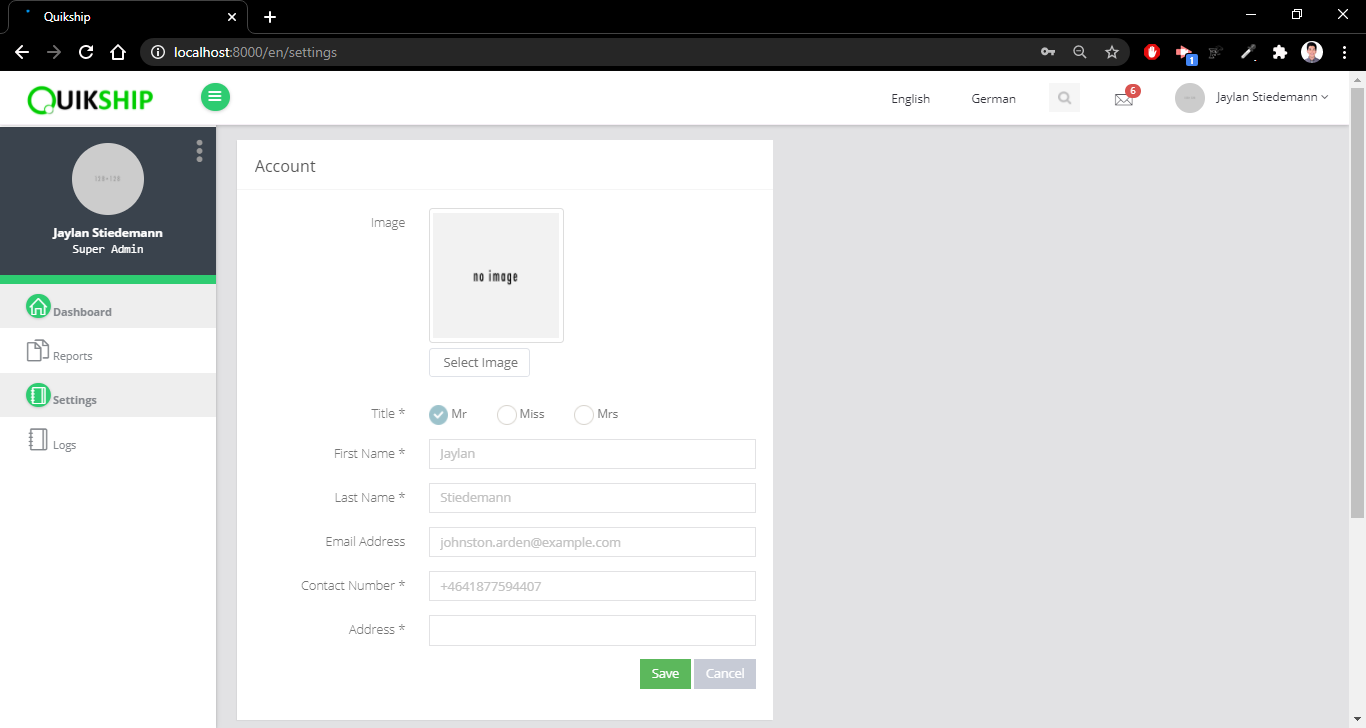 Quikship
localhost:8000/en/settings
1
QUIKSHIP
English
German
6
Jaylan Stiedemann
Jaylan Stiedemann
Super Admin
Dashboard
Reports
Settings
Logs
Account
Image
no image
Select Image
Title *
Mr
Miss
Mrs
First Name *
Jaylan
Last Name *
Stiedemann
Email Address
johnston.arden@example.com
Contact Number *
+4641877594407
Address *
Save
Cancel